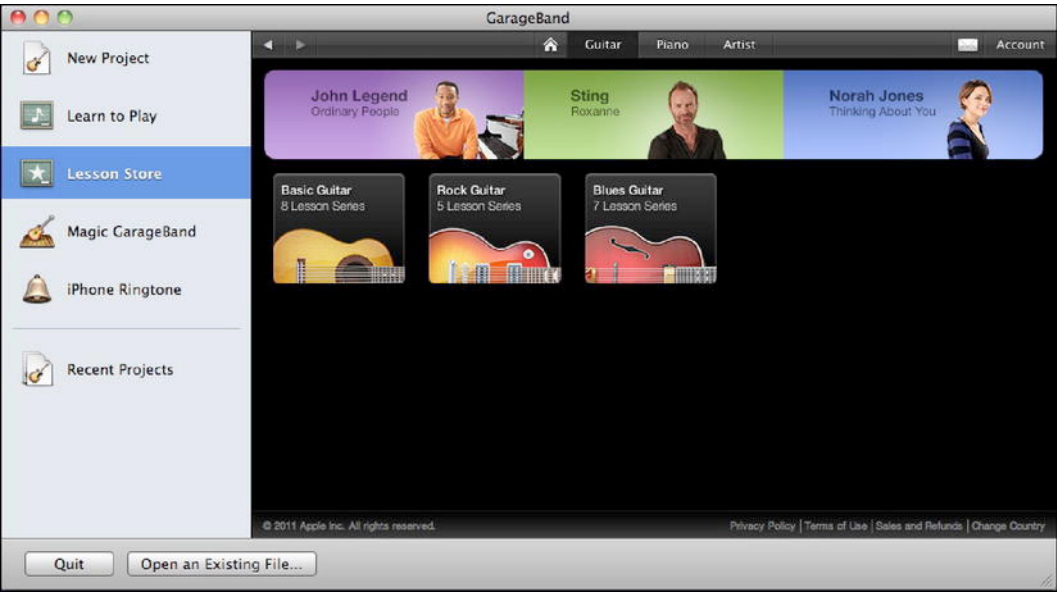 GarageBand
New Project
Learn to Play
Lesson Store
Magic GarageBand
iPhone Ringtone
Recent Projects
Guitar Piano Artist Account
John Legend
Ordinary People
Sting
Roxanne
Norah Jones
Thinking About You
Basic Guitar
8 Lesson Series
Rock Guitar
5 Lesson Series
Blues Guitar
7 Lesson Series
© 2011 Apple Inc. All rights reserved.
Privacy Policy | Terms of Use | Sales and Refunds | Change Country
Quit
Open an Existing File...